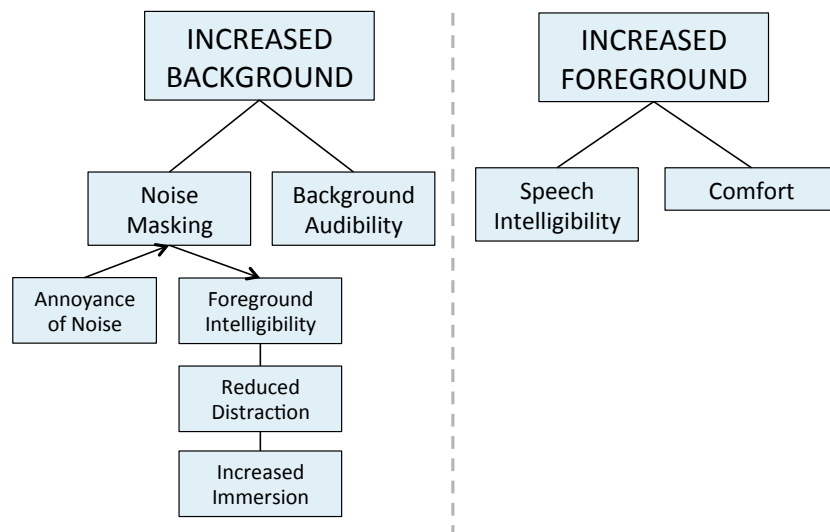 INCREASED
BACKGROUND
INCREASED
FOREGROUND
Noise
Masking
Background
Audibility
Speech
Intelligibility
Comfort
Annoyance
of Noise
Foreground
Intelligibility
Reduced
Distraction
Increased
Immersion